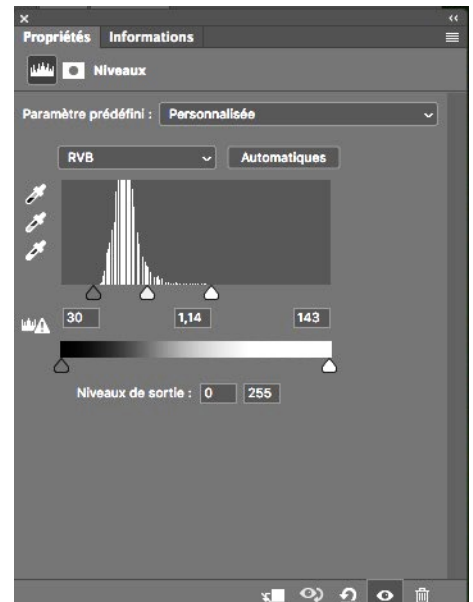 Propriétés Informations
Niveaux
Paramètre prédéfini : Personnalisée
RVB Automatiques
30 1,14 143
Niveaux de sortie : 0 255